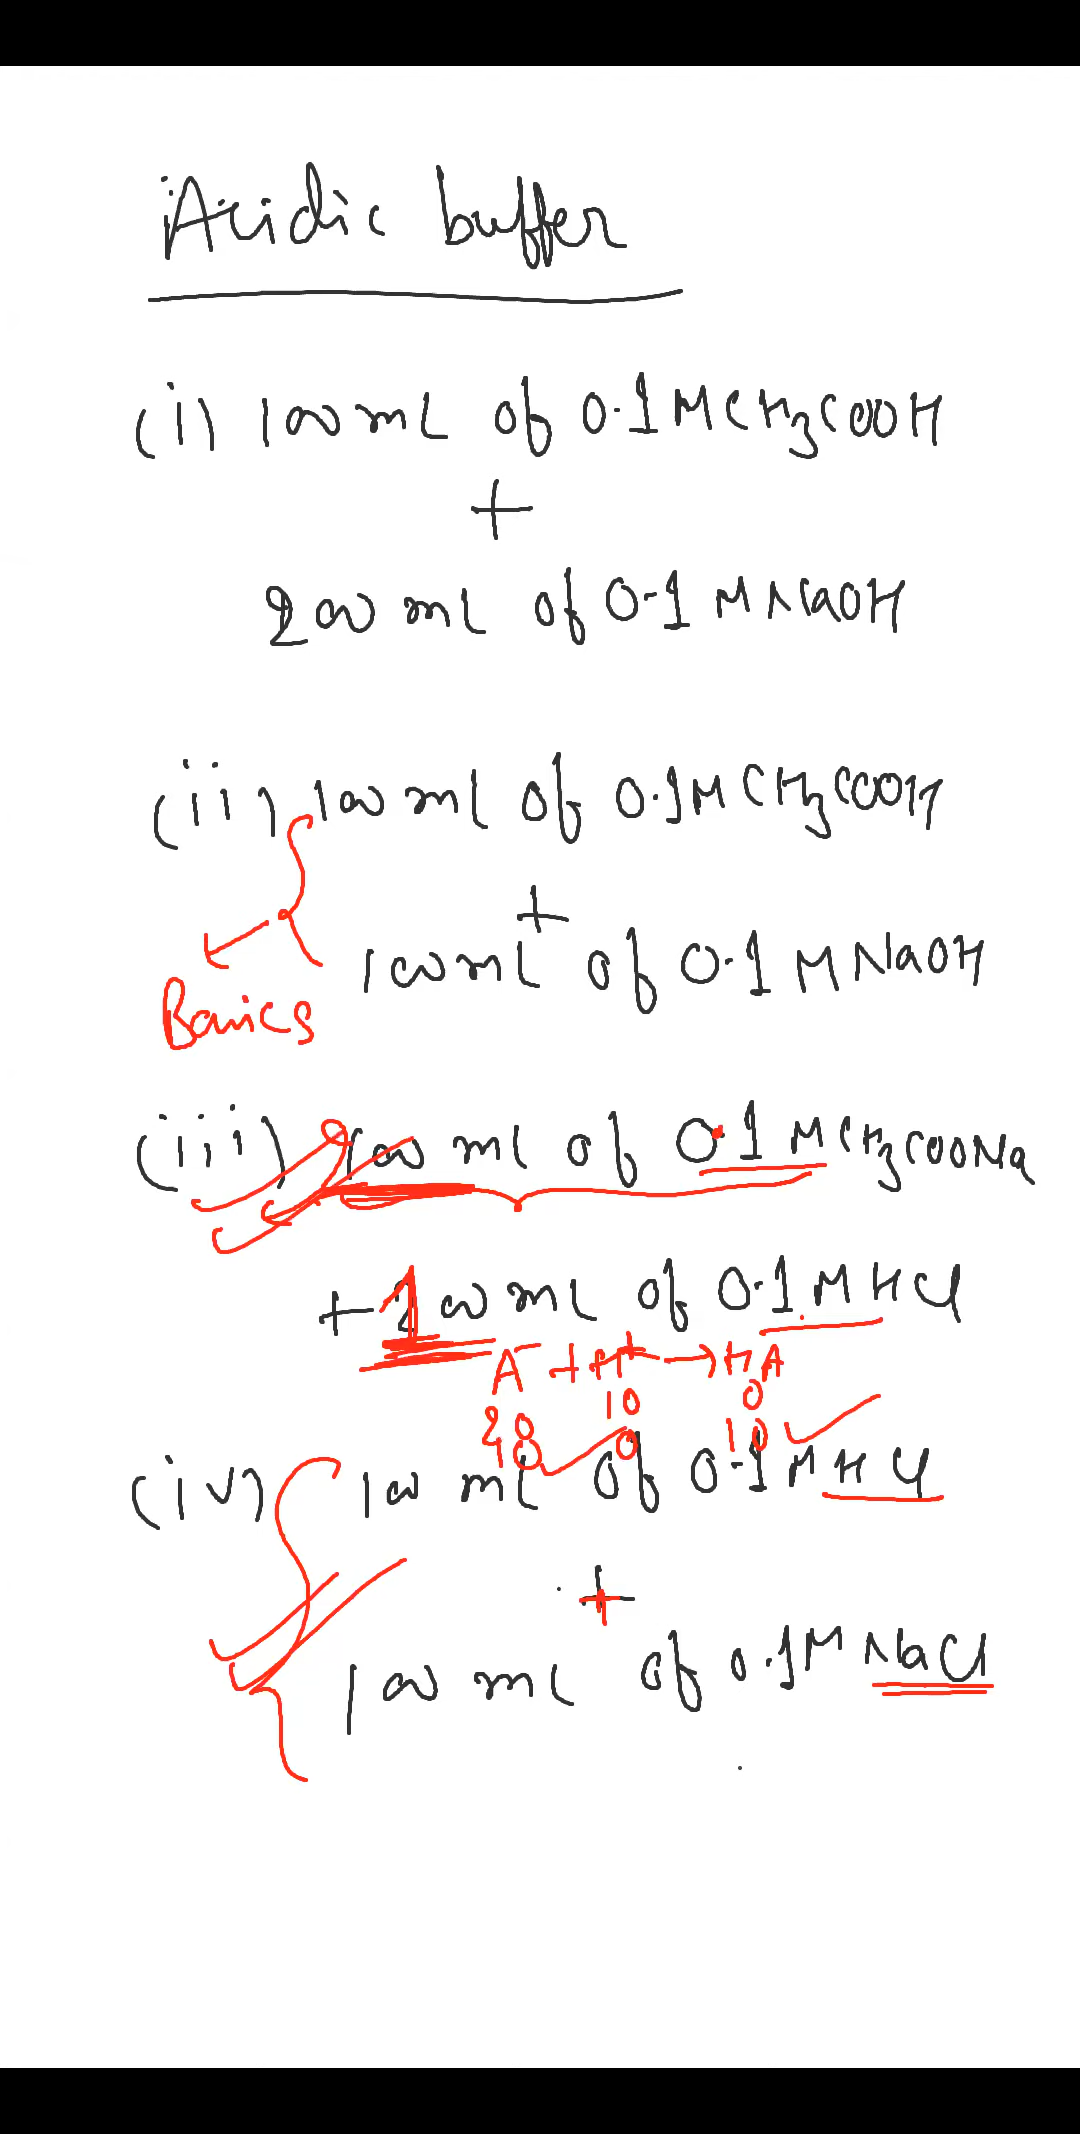 Acidic buffer
(i) 100 mL of 0.1 M CH3COOH
+
200 mL of 0.1 M NaOH
(ii) 100 mL of 0.1 M CH3COOH
+
100 mL of 0.1 M NaOH
Basics
(iii) 200 mL of 0.1 M CH3COONa
+ 100 mL of 0.1 M HCl
A⁻ + H⁺ → HA
20 10 0
10 0 10
(iv) 100 mL of 0.1 M HCl
+
100 mL of 0.1 M NaCl